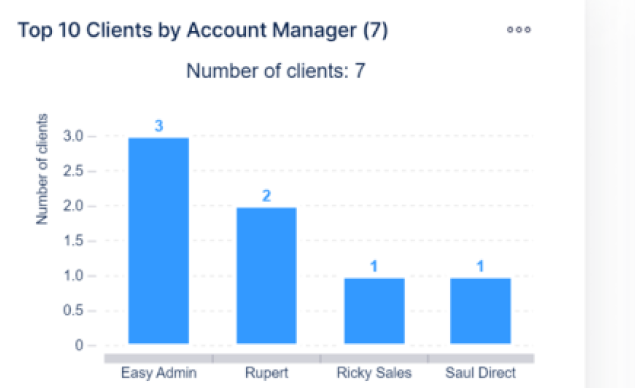 Top 10 Clients by Account Manager (7)
Number of clients: 7
Number of clients
3.0
2.5
2.0
1.5
1.0
0.5
0
3
2
1
1
Easy Admin Rupert Ricky Sales Saul Direct